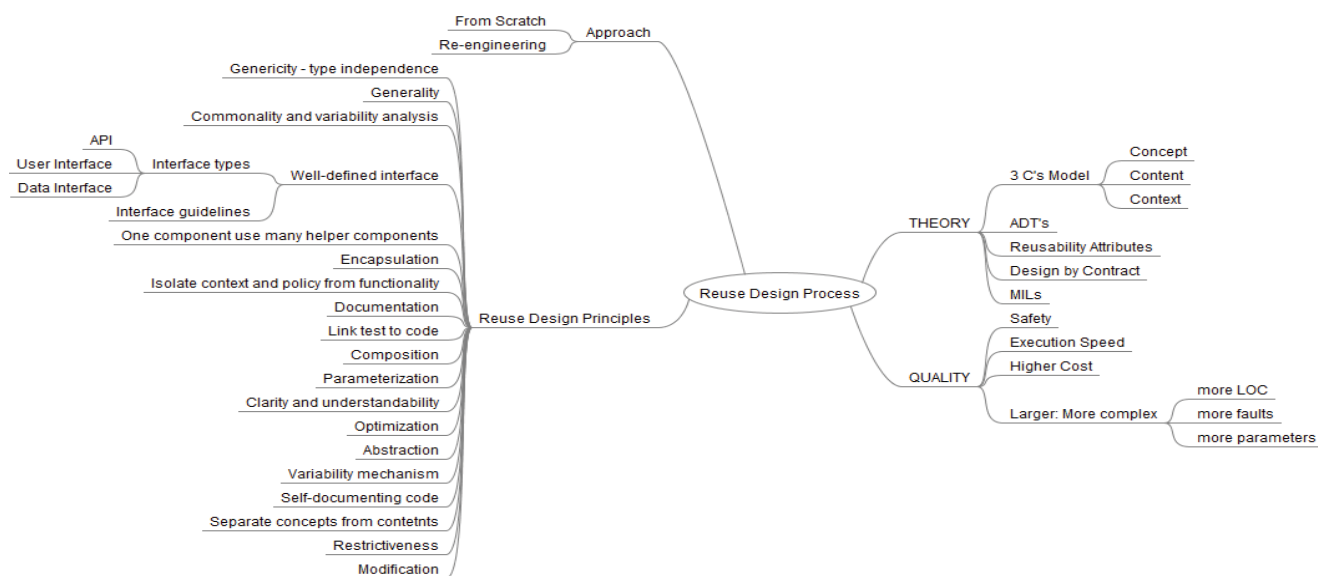 From Scratch
Re-engineering
Approach
Genericity - type independence
Generality
Commonality and variability analysis
API
User Interface
Data Interface
Interface types
Interface guidelines
Well-defined interface
One component use many helper components
Encapsulation
Isolate context and policy from functionality
Documentation
Link test to code
Composition
Parameterization
Clarity and understandability
Optimization
Abstraction
Variability mechanism
Self-documenting code
Separate concepts from contetnts
Restrictiveness
Modification
Reuse Design Principles
Reuse Design Process
THEORY
3 C's Model
Concept
Content
Context
ADT's
Reusability Attributes
Design by Contract
MILs
QUALITY
Safety
Execution Speed
Higher Cost
Larger: More complex
more LOC
more faults
more parameters